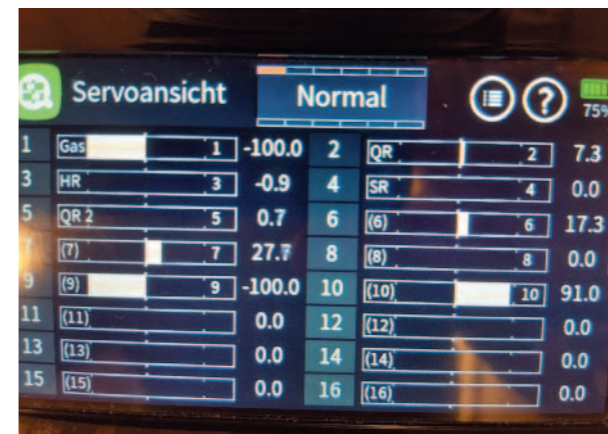 Servoansicht Normal ? 75%
1 Gas 1 -100.0 2 QR 2 7.3
3 HR 3 -0.9 4 SR 4 0.0
5 QR 2 5 0.7 6 (6) 6 17.3
7 (7) 7 27.7 8 (8) 8 0.0
9 (9) 9 -100.0 10 (10) 10 91.0
11 (11) 0.0 12 (12) 0.0
13 (13) 0.0 14 (14) 0.0
15 (15) 0.0 16 (16) 0.0